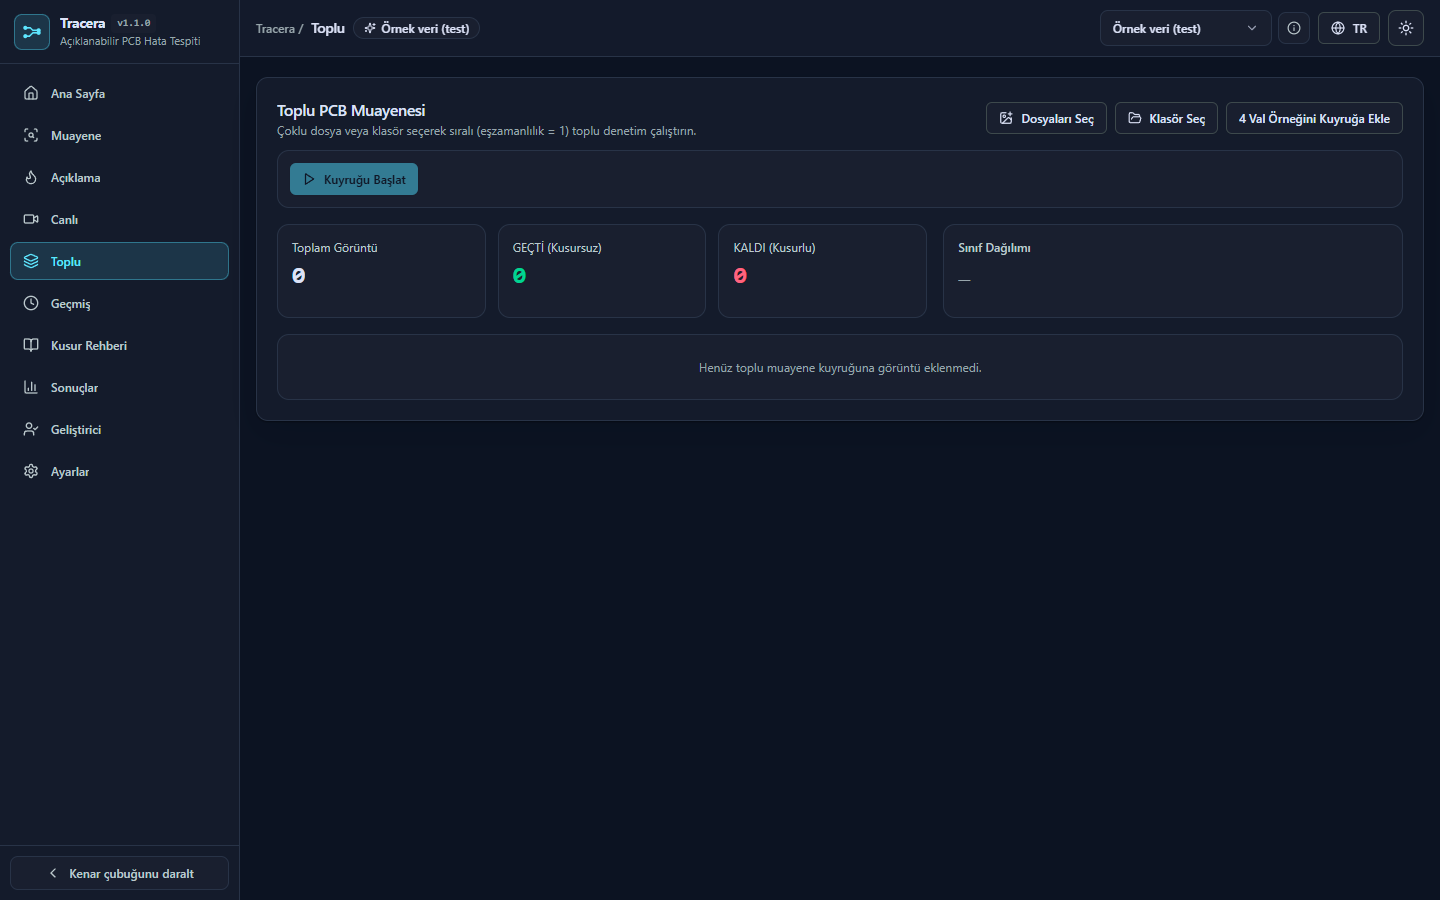 Tracera v1.1.0
Açıklanabilir PCB Hata Tespiti
Ana Sayfa
Muayene
Açıklama
Canlı
Toplu
Geçmiş
Kusur Rehberi
Sonuçlar
Geliştirici
Ayarlar
Kenar çubuğunu daralt
Tracera / Toplu Örnek veri (test)
Örnek veri (test) TR
Toplu PCB Muayenesi
Çoklu dosya veya klasör seçerek sıralı (eşzamanlılık = 1) toplu denetim çalıştırın.
Dosyaları Seç Klasör Seç 4 Val Örneğini Kuyruğa Ekle
Kuyruğu Başlat
Toplam Görüntü
0
GEÇTİ (Kusursuz)
0
KALDI (Kusurlu)
0
Sınıf Dağılımı
—
Henüz toplu muayene kuyruğuna görüntü eklenmedi.